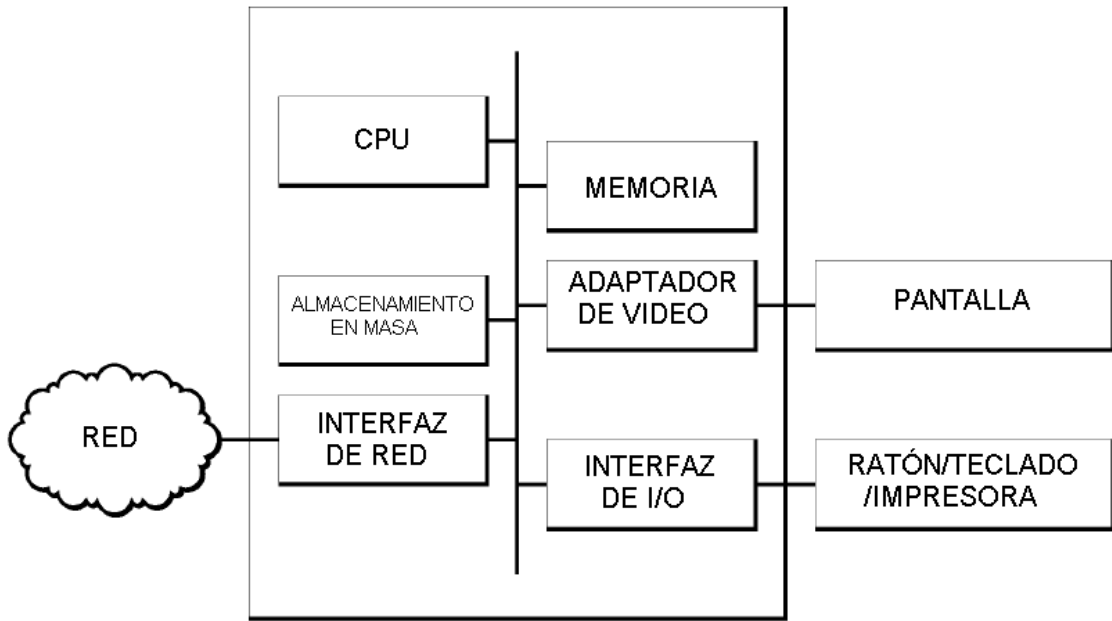 CPU
MEMORIA
ALMACENAMIENTO
EN MASA
ADAPTADOR
DE VIDEO
PANTALLA
RED
INTERFAZ
DE RED
INTERFAZ
DE I/O
RATÓN/TECLADO
/IMPRESORA